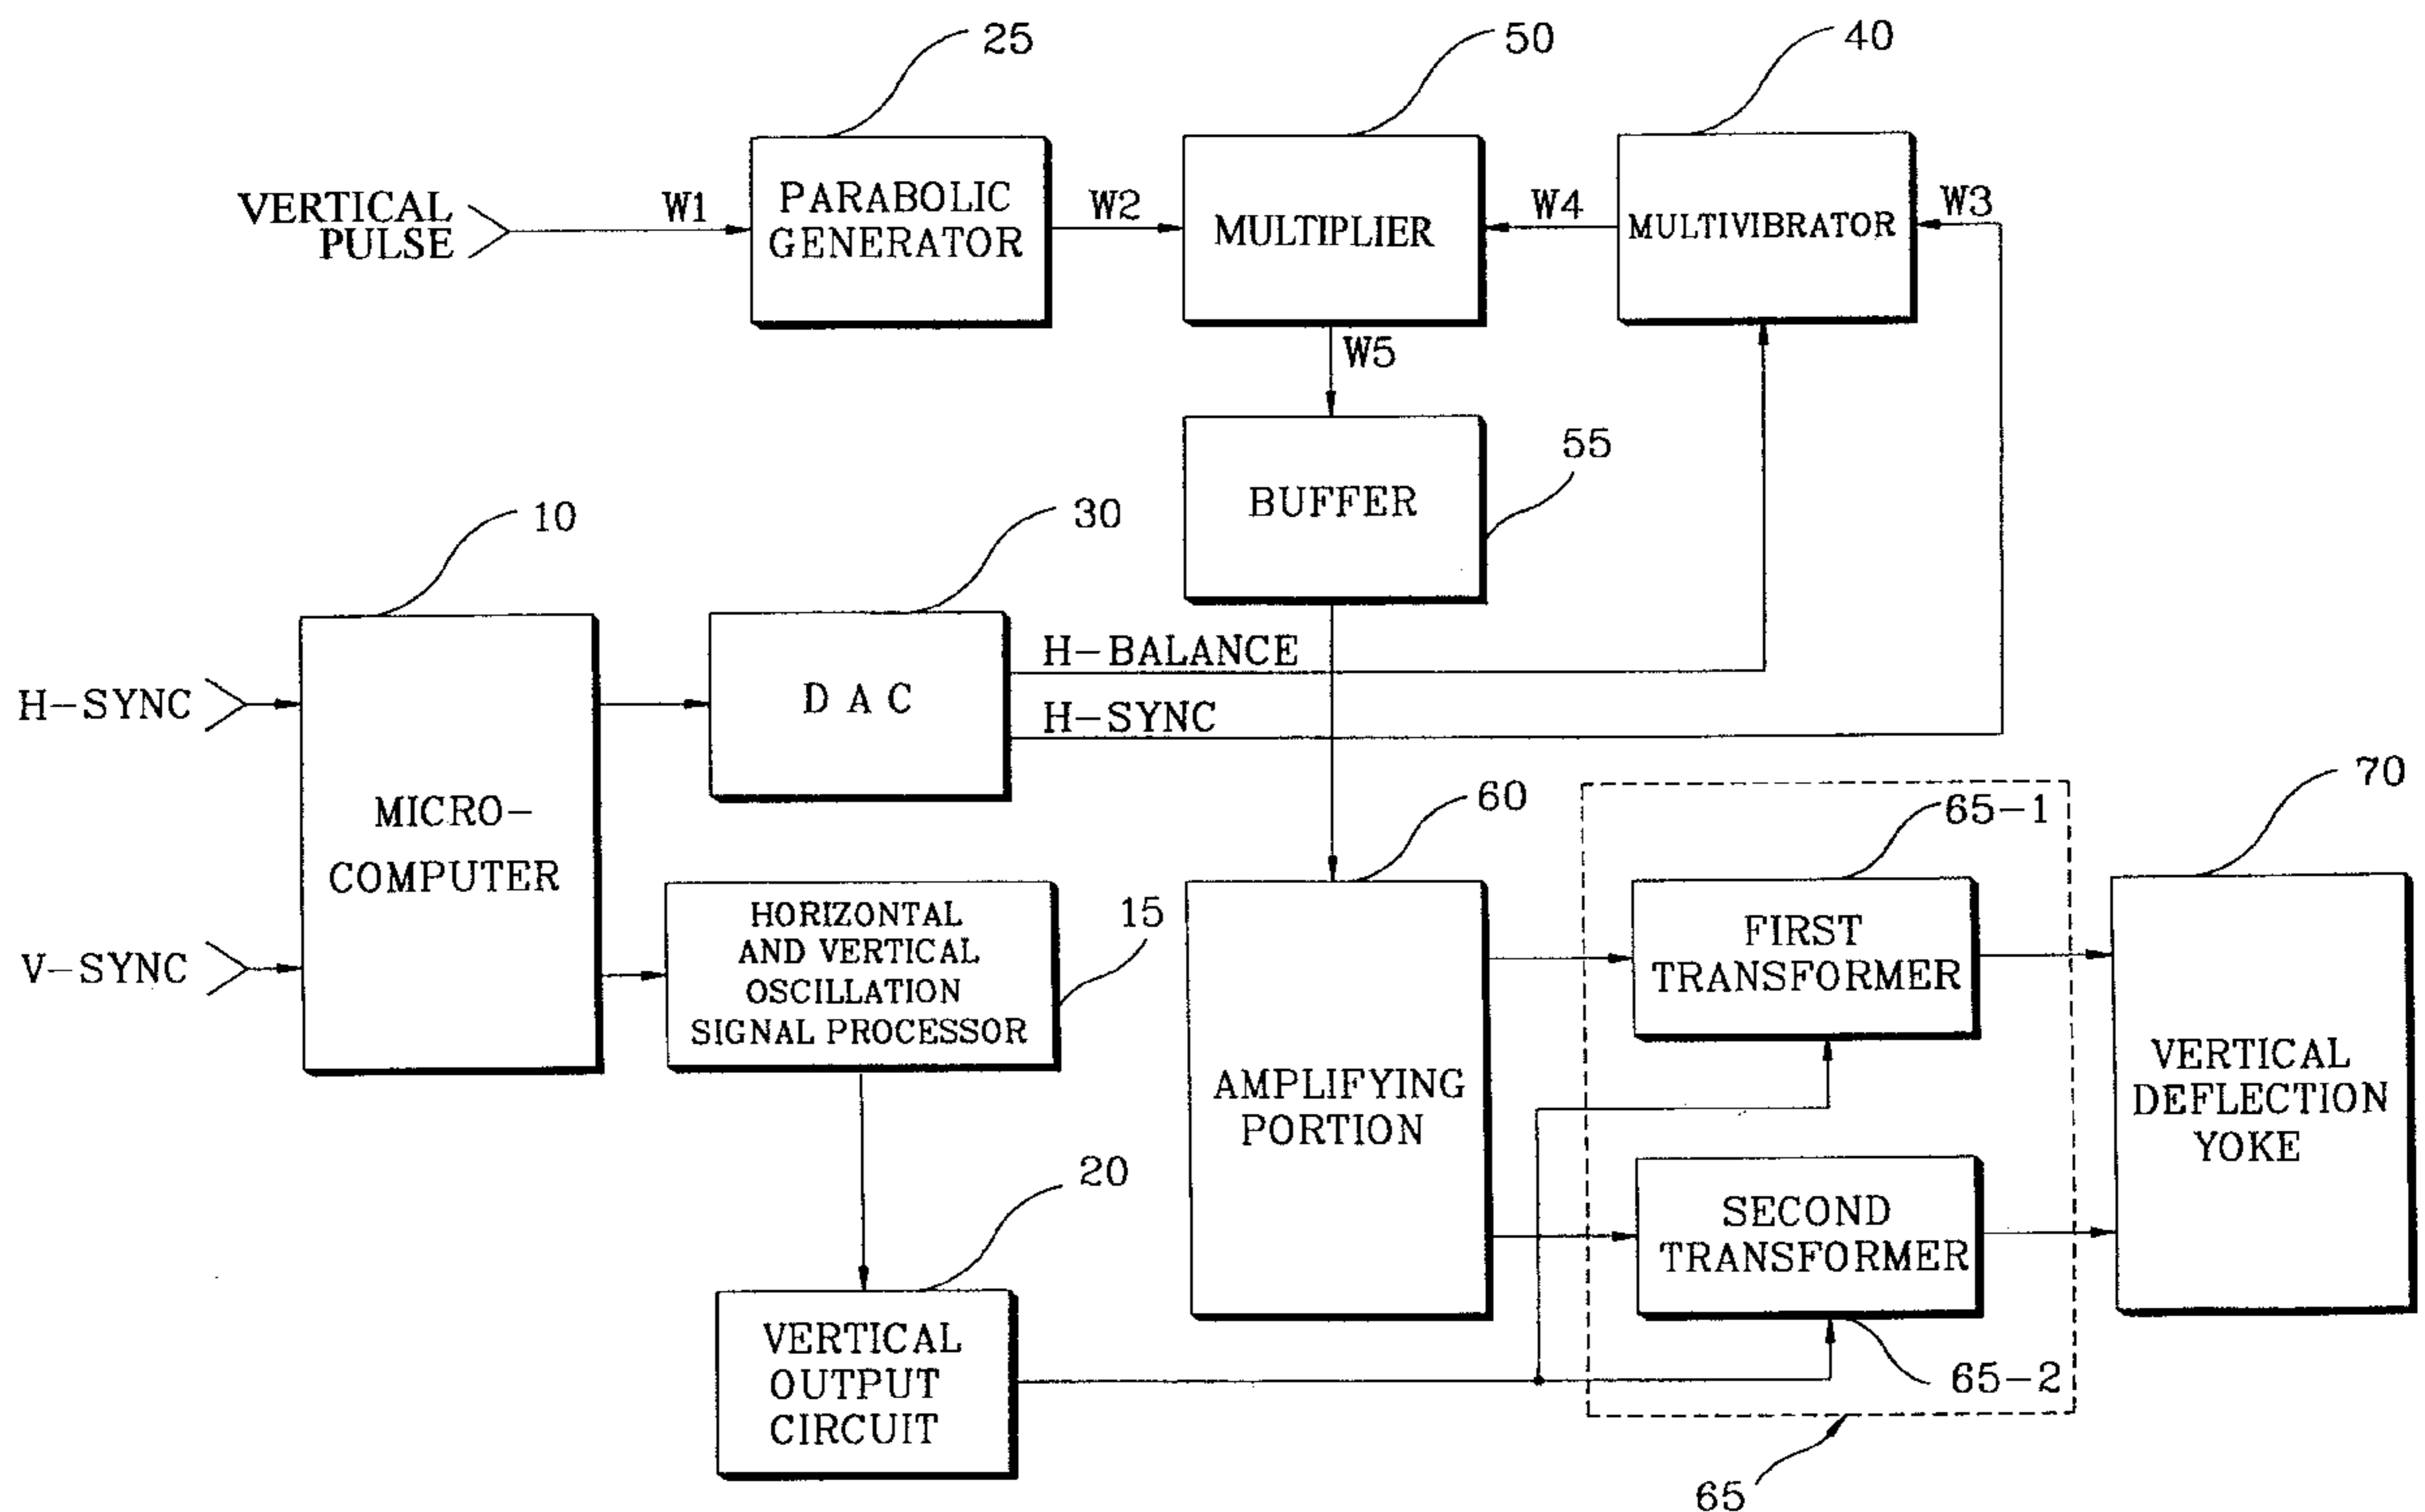 25
50
40
VERTICAL
PULSE
W1
PARABOLIC
GENERATOR
W2
MULTIPLIER
W4
MULTIVIBRATOR
W3
W5
55
BUFFER
10
30
H-BALANCE
H-SYNC
D A C
H-SYNC
MICRO-
COMPUTER
V-SYNC
HORIZONTAL
AND VERTICAL
OSCILLATION
SIGNAL PROCESSOR
15
60
65-1
70
FIRST
TRANSFORMER
AMPLIFYING
PORTION
VERTICAL
DEFLECTION
YOKE
20
SECOND
TRANSFORMER
VERTICAL
OUTPUT
CIRCUIT
65-2
65